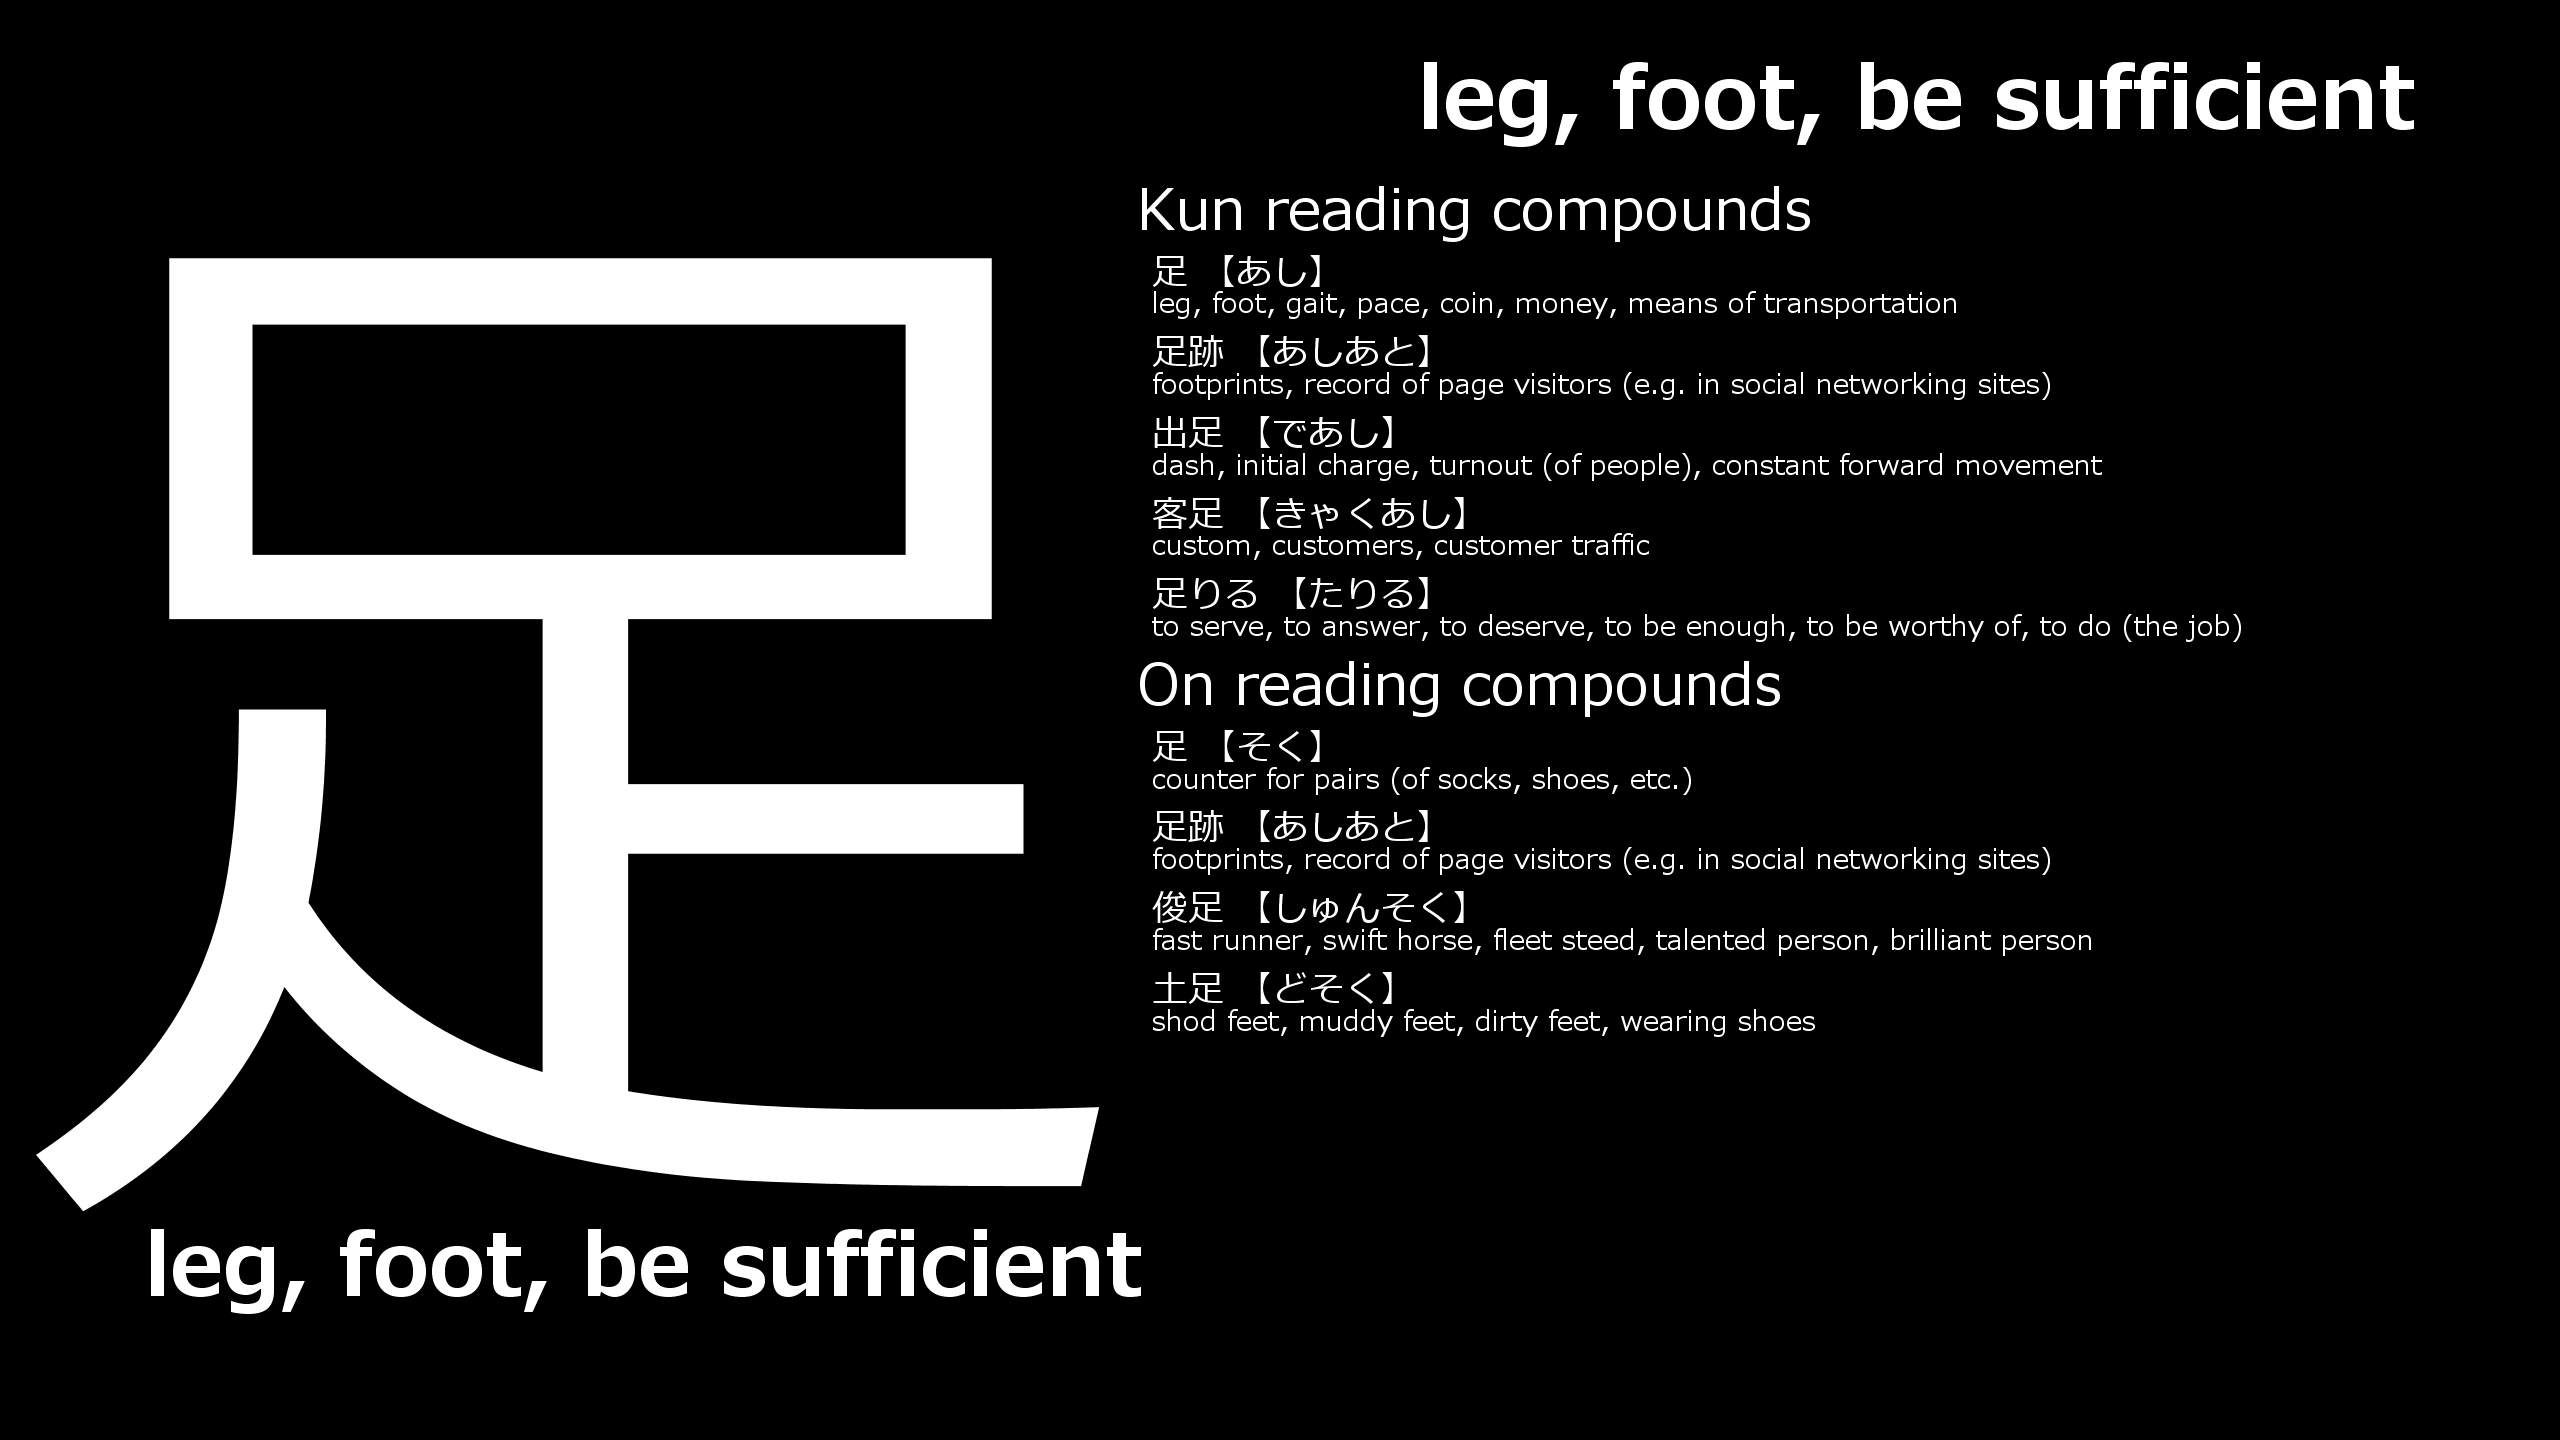 足
leg, foot, be sufficient
leg, foot, be sufficient
Kun reading compounds
足 【あし】
leg, foot, gait, pace, coin, money, means of transportation
足跡 【あしあと】
footprints, record of page visitors (e.g. in social networking sites)
出足 【であし】
dash, initial charge, turnout (of people), constant forward movement
客足 【きゃくあし】
custom, customers, customer traffic
足りる 【たりる】
to serve, to answer, to deserve, to be enough, to be worthy of, to do (the job)
On reading compounds
足 【そく】
counter for pairs (of socks, shoes, etc.)
足跡 【あしあと】
footprints, record of page visitors (e.g. in social networking sites)
俊足 【しゅんそく】
fast runner, swift horse, fleet steed, talented person, brilliant person
土足 【どそく】
shod feet, muddy feet, dirty feet, wearing shoes